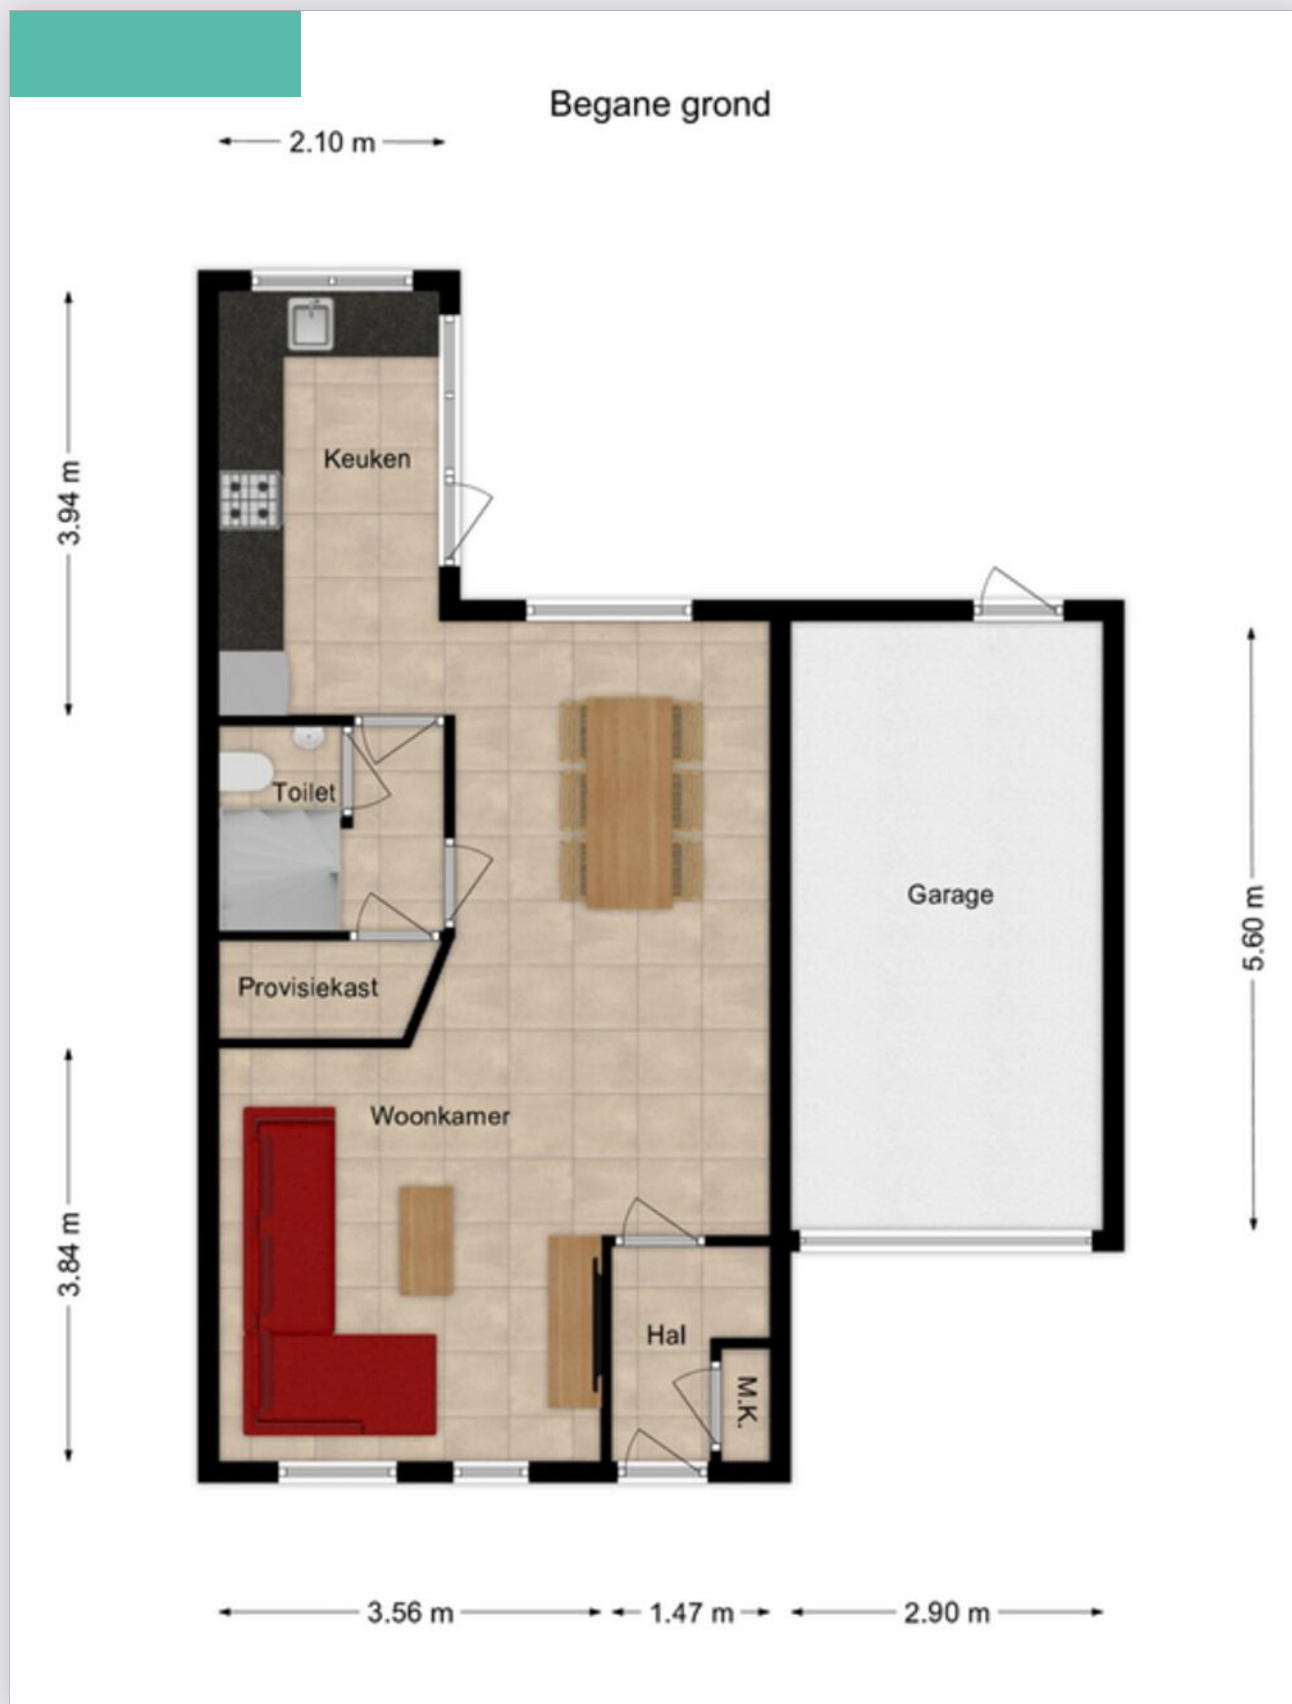 Begane grond
2.10 m
Keuken
3.94 m
Toilet
Garage
5.60 m
Provisiekast
Woonkamer
3.84 m
Hal
M.K.
3.56 m
1.47 m
2.90 m